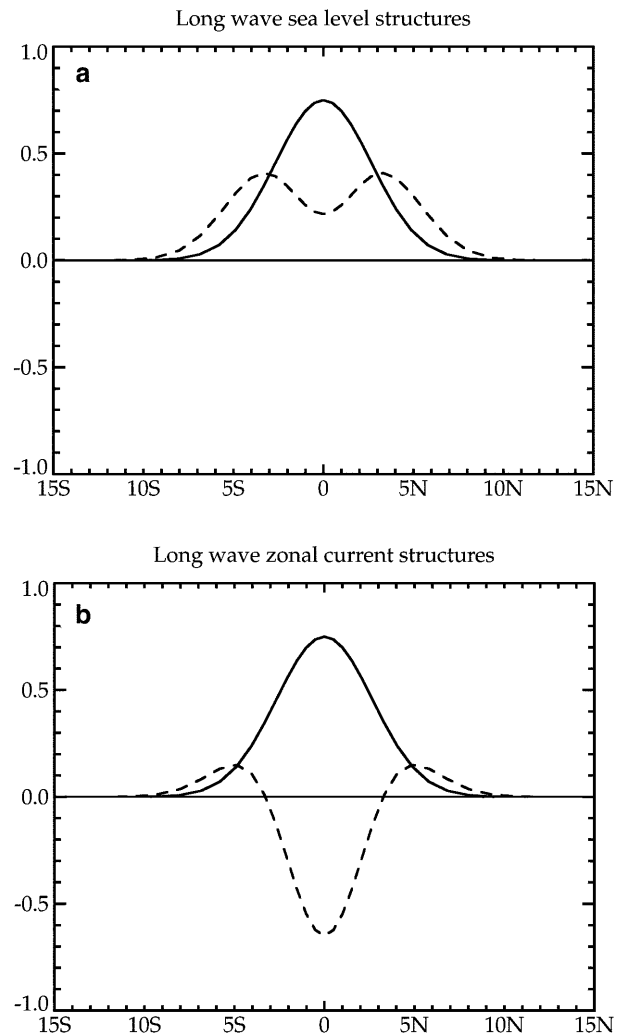 Long wave sea level structures
1.0
a
0.5
0.0
-0.5
-1.0
15S 10S 5S 0 5N 10N 15N
Long wave zonal current structures
1.0
b
0.5
0.0
-0.5
-1.0
15S 10S 5S 0 5N 10N 15N